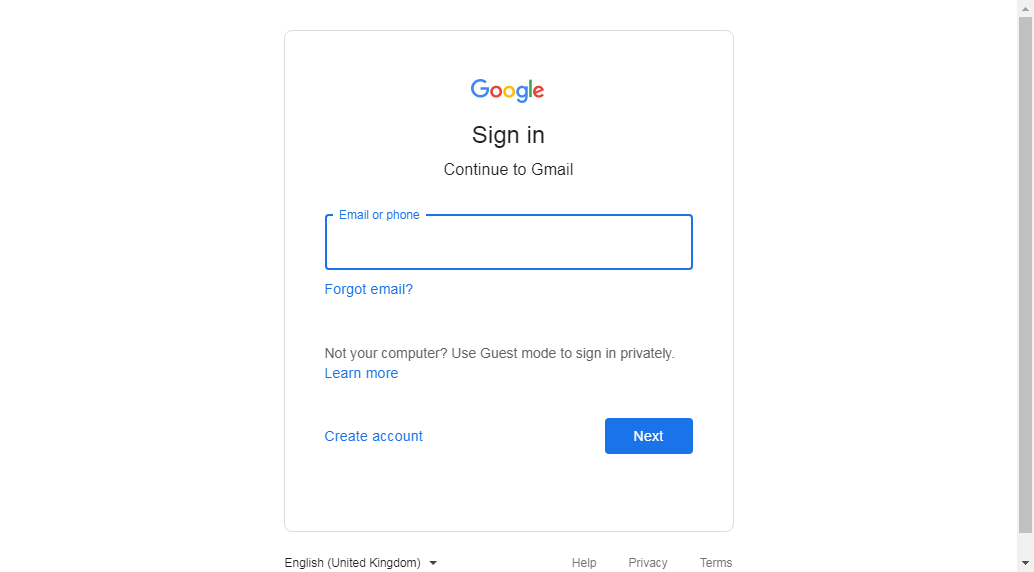 Google
Sign in
Continue to Gmail
Email or phone
Forgot email?
Not your computer? Use Guest mode to sign in privately.
Learn more
Create account
Next
English (United Kingdom)
Help
Privacy
Terms